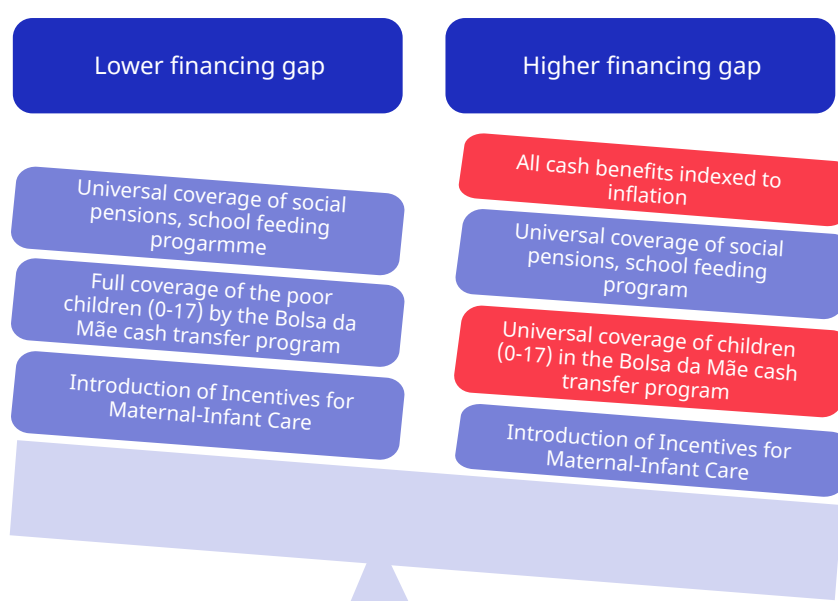 Lower financing gap
Higher financing gap
Universal coverage of social
pensions, school feeding
progarmme
Full coverage of the poor
children (0-17) by the Bolsa da
Mãe cash transfer program
Introduction of Incentives for
Maternal-Infant Care
All cash benefits indexed to
inflation
Universal coverage of social
pensions, school feeding
program
Universal coverage of children
(0-17) in the Bolsa da Mãe cash
transfer program
Introduction of Incentives for
Maternal-Infant Care